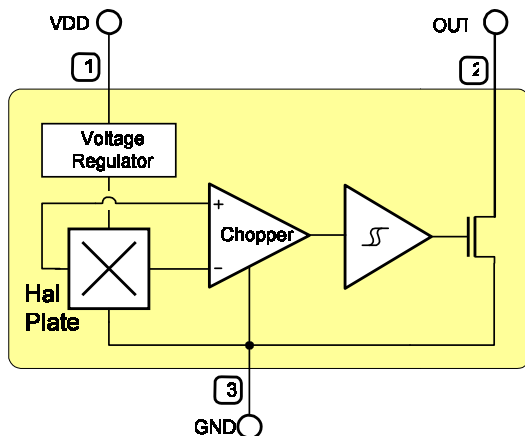 VDD
OUT
1
2
Voltage
Regulator
+
Chopper
−
Hal
Plate
3
GND